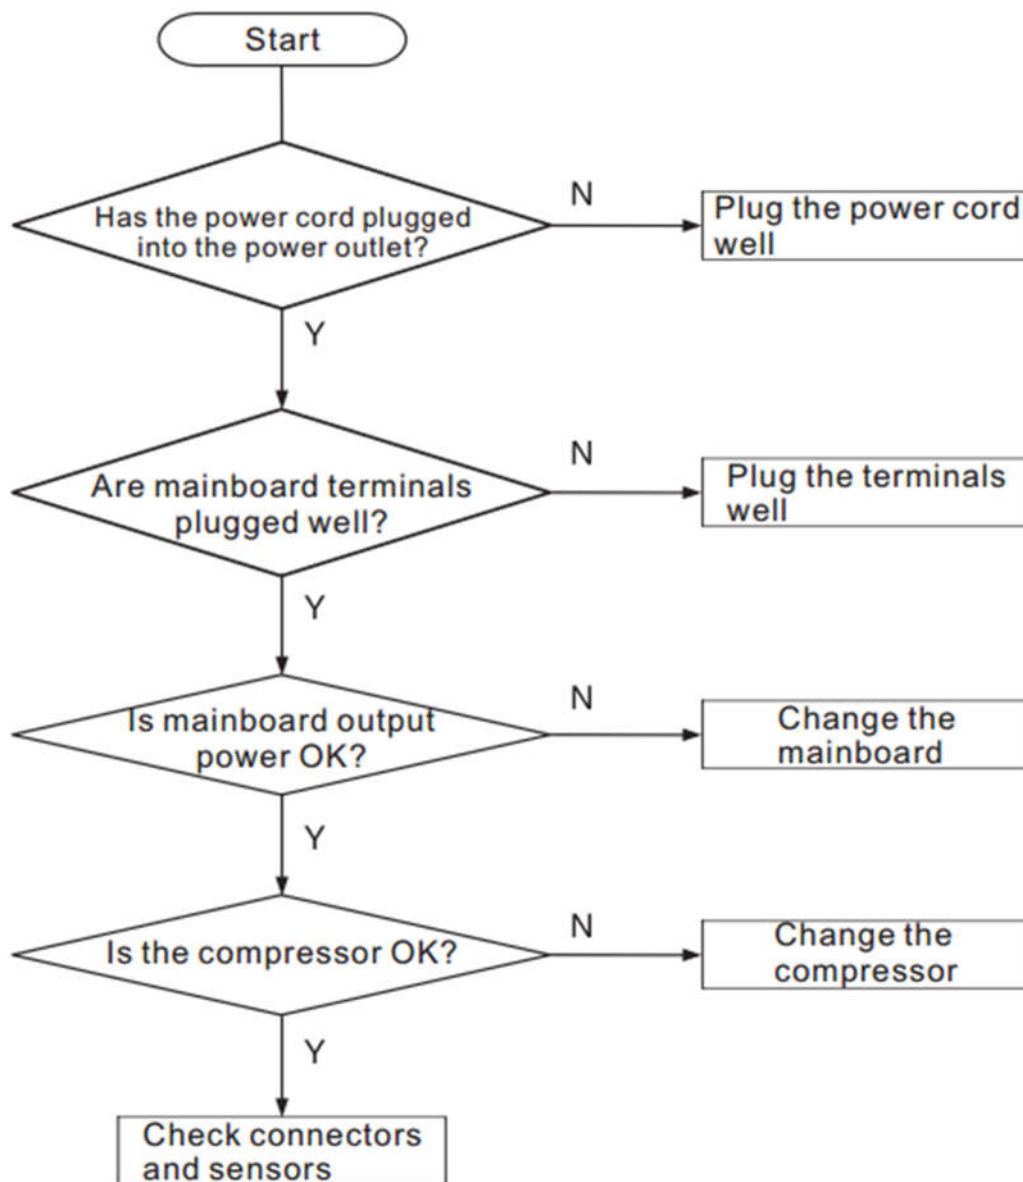 Start
Has the power cord plugged
into the power outlet?
N
Plug the power cord
well
Y
Are mainboard terminals
plugged well?
N
Plug the terminals
well
Y
Is mainboard output
power OK?
N
Change the
mainboard
Y
Is the compressor OK?
N
Change the
compressor
Y
Check connectors
and sensors